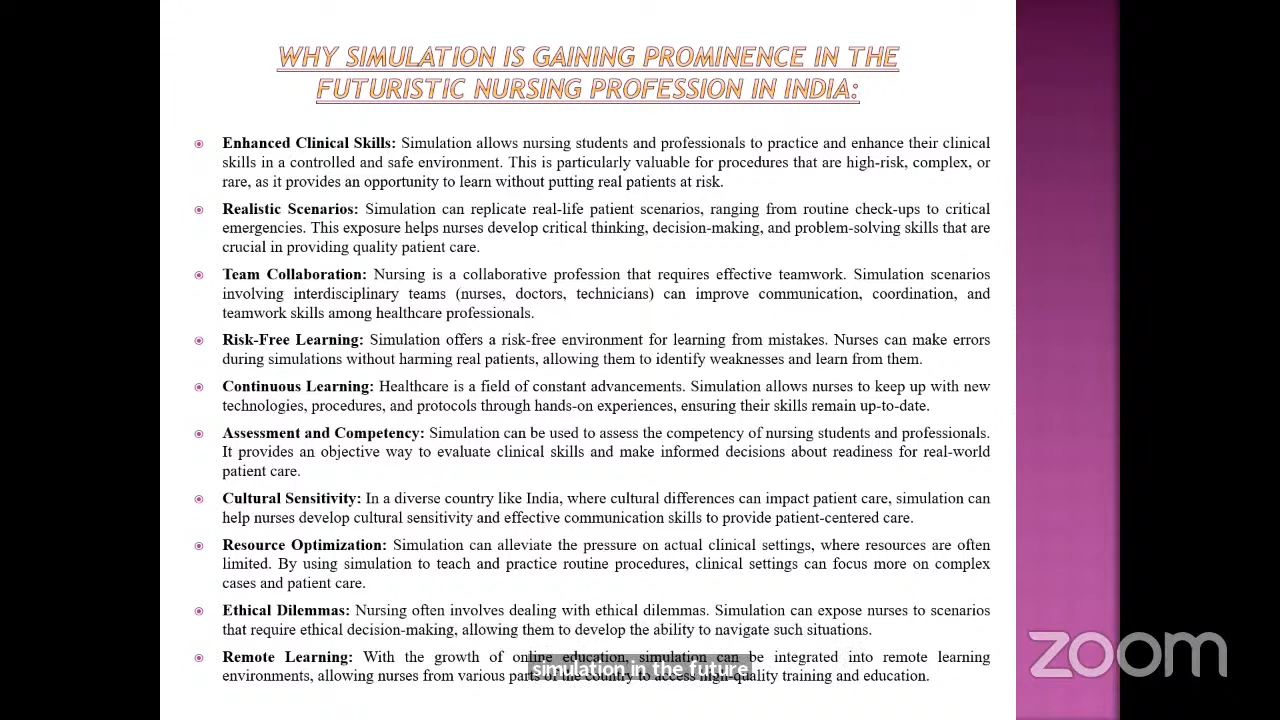 WHY SIMULATION IS GAINING PROMINENCE IN THE
FUTURISTIC NURSING PROFESSION IN INDIA:
Enhanced Clinical Skills: Simulation allows nursing students and professionals to practice and enhance their clinical
skills in a controlled and safe environment. This is particularly valuable for procedures that are high-risk, complex, or
rare, as it provides an opportunity to learn without putting real patients at risk.
Realistic Scenarios: Simulation can replicate real-life patient scenarios, ranging from routine check-ups to critical
emergencies. This exposure helps nurses develop critical thinking, decision-making, and problem-solving skills that are
crucial in providing quality patient care.
Team Collaboration: Nursing is a collaborative profession that requires effective teamwork. Simulation scenarios
involving interdisciplinary teams (nurses, doctors, technicians) can improve communication, coordination, and
teamwork skills among healthcare professionals.
Risk-Free Learning: Simulation offers a risk-free environment for learning from mistakes. Nurses can make errors
during simulations without harming real patients, allowing them to identify weaknesses and learn from them.
Continuous Learning: Healthcare is a field of constant advancements. Simulation allows nurses to keep up with new
technologies, procedures, and protocols through hands-on experiences, ensuring their skills remain up-to-date.
Assessment and Competency: Simulation can be used to assess the competency of nursing students and professionals.
It provides an objective way to evaluate clinical skills and make informed decisions about readiness for real-world
patient care.
Cultural Sensitivity: In a diverse country like India, where cultural differences can impact patient care, simulation can
help nurses develop cultural sensitivity and effective communication skills to provide patient-centered care.
Resource Optimization: Simulation can alleviate the pressure on actual clinical settings, where resources are often
limited. By using simulation to teach and practice routine procedures, clinical settings can focus more on complex
cases and patient care.
Ethical Dilemmas: Nursing often involves dealing with ethical dilemmas. Simulation can expose nurses to scenarios
that require ethical decision-making, allowing them to develop the ability to navigate such situations.
Remote Learning: With the growth of online education, simulation can be integrated into remote learning
environments, allowing nurses from various parts of the country to access high-quality training and education.
simulation in the future
zoom